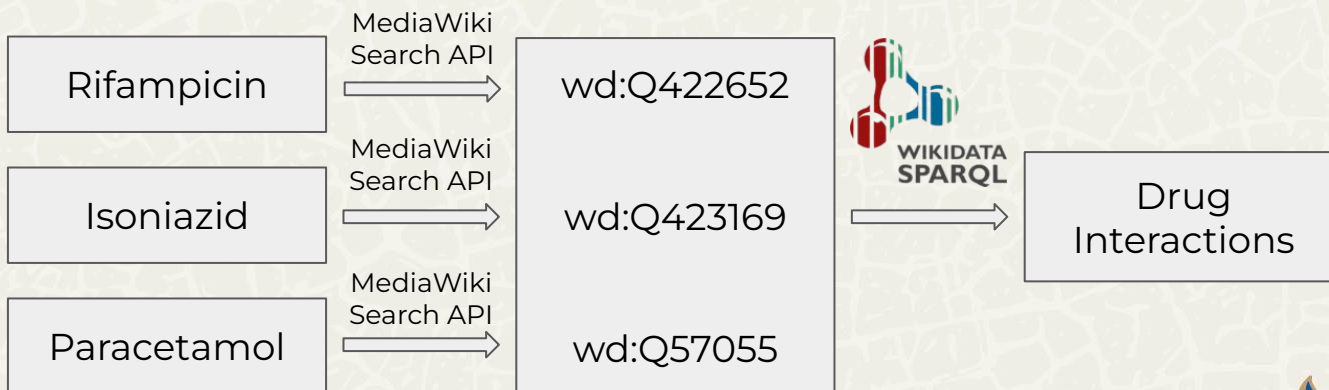 Rifampicin
MediaWiki
Search API
wd:Q422652
Isoniazid
MediaWiki
Search API
wd:Q423169
Paracetamol
MediaWiki
Search API
wd:Q57055
WIKIDATA
SPARQL
Drug
Interactions